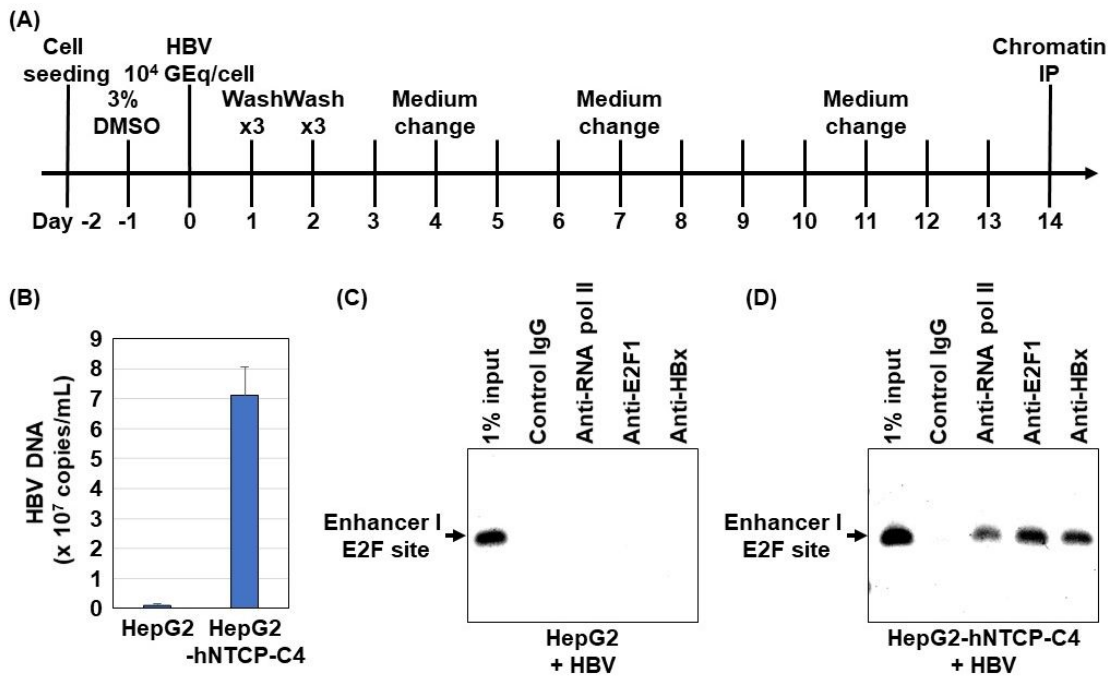 (A)
Cell
seeding
HBV
10⁴ GEq/cell
3%
DMSO
Wash
x3
Wash
x3
Medium
change
Medium
change
Medium
change
Chromatin
IP
Day -2 -1 0 1 2 3 4 5 6 7 8 9 10 11 12 13 14
(B)
HBV DNA
(x 10⁷ copies/mL)
9
8
7
6
5
4
3
2
1
0
HepG2
HepG2
-hNTCP-C4
(C)
1% input
Control IgG
Anti-RNA pol II
Anti-E2F1
Anti-HBx
Enhancer I
E2F site
HepG2
+ HBV
(D)
1% input
Control IgG
Anti-RNA pol II
Anti-E2F1
Anti-HBx
Enhancer I
E2F site
HepG2-hNTCP-C4
+ HBV